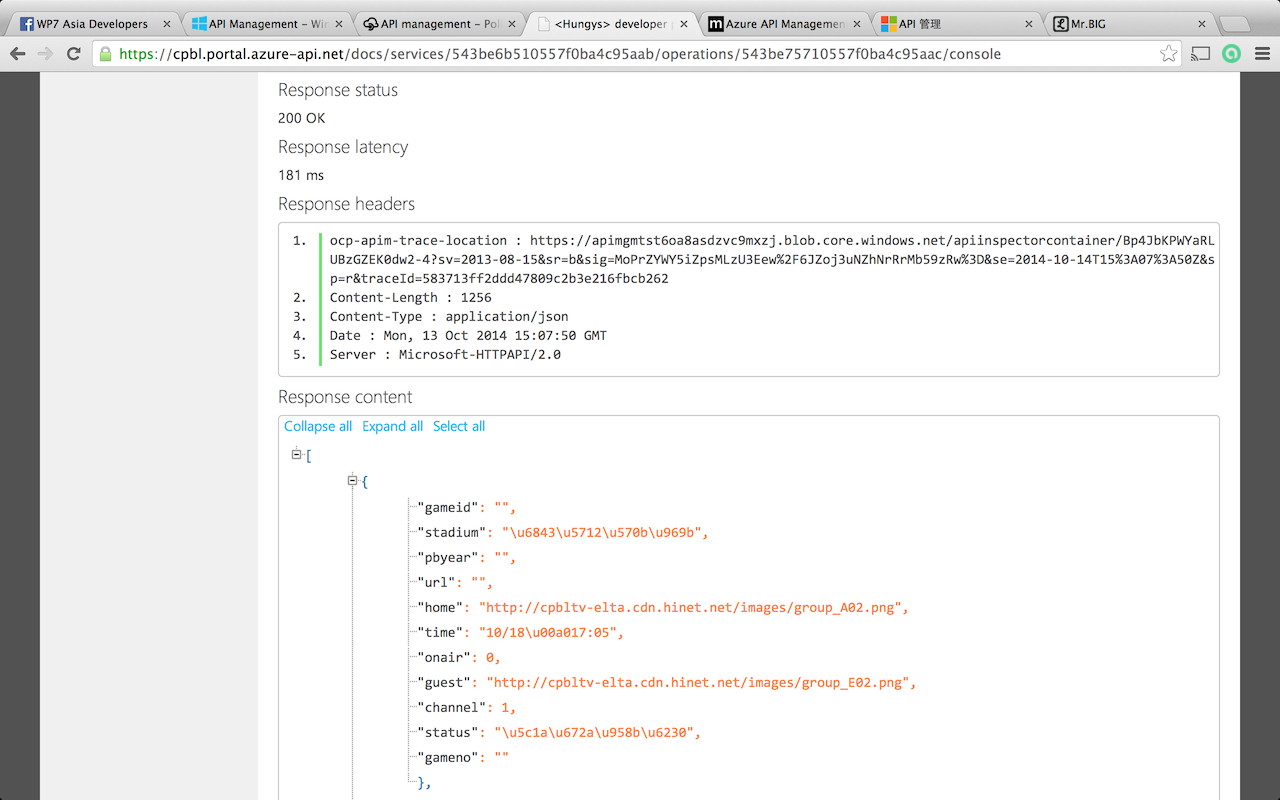 WP7 Asia Developers
API Management – Win
API management – Pol
<Hungys> developer p
Azure API Managemen
API 管理
Mr.BIG
https://cpbl.portal.azure-api.net/docs/services/543be6b510557f0ba4c95aab/operations/543be75710557f0ba4c95aac/console
Response status
200 OK
Response latency
181 ms
Response headers
1. ocp-apim-trace-location : https://apimgmtst6oa8asdzvc9mxzj.blob.core.windows.net/apiinspectorcontainer/Bp4JbKPWYaRL
UBzGZEK0dw2-4?sv=2013-08-15&sr=b&sig=MoPrZYWY5iZpsMLzU3Eew%2F6JZoj3uNZhNrRrMb59zRw%3D&se=2014-10-14T15%3A07%3A50Z&s
p=r&traceId=583713ff2ddd47809c2b3e216fbcb262
2. Content-Length : 1256
3. Content-Type : application/json
4. Date : Mon, 13 Oct 2014 15:07:50 GMT
5. Server : Microsoft-HTTPAPI/2.0
Response content
Collapse all Expand all Select all
[
{
"gameid": "",
"stadium": "\u6843\u5712\u570b\u969b",
"pbyear": "",
"url": "",
"home": "http://cpbltv-elta.cdn.hinet.net/images/group_A02.png",
"time": "10/18\u00a017:05",
"onair": 0,
"guest": "http://cpbltv-elta.cdn.hinet.net/images/group_E02.png",
"channel": 1,
"status": "\u5c1a\u672a\u958b\u6230",
"gameno": ""
},